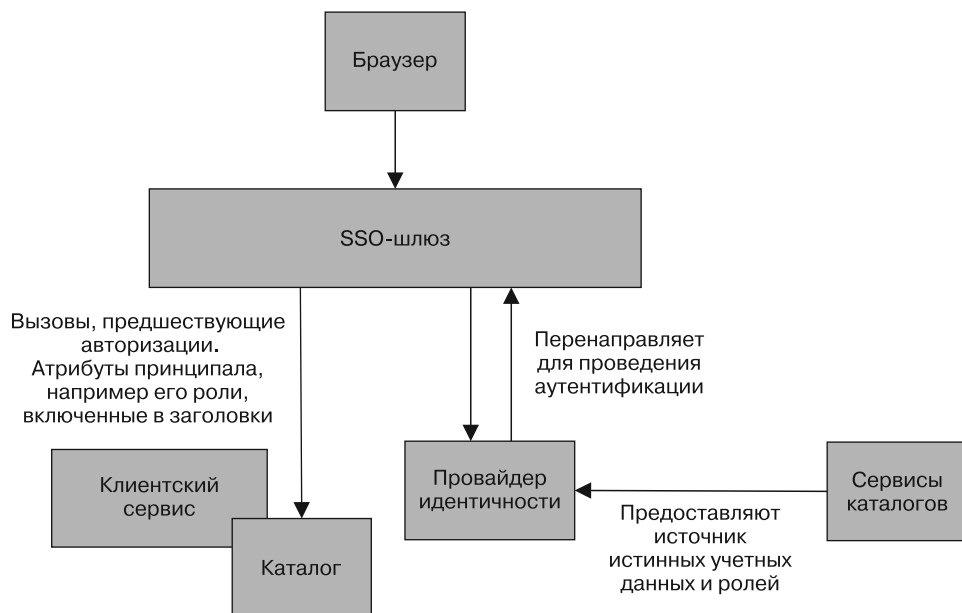 Браузер
SSO-шлюз
Вызовы, предшествующие
авторизации.
Атрибуты принципала,
например его роли,
включенные в заголовки
Перенаправляет
для проведения
аутентификации
Клиентский
сервис
Каталог
Провайдер
идентичности
Сервисы
каталогов
Предоставляют
источник
истинных учетных
данных и ролей